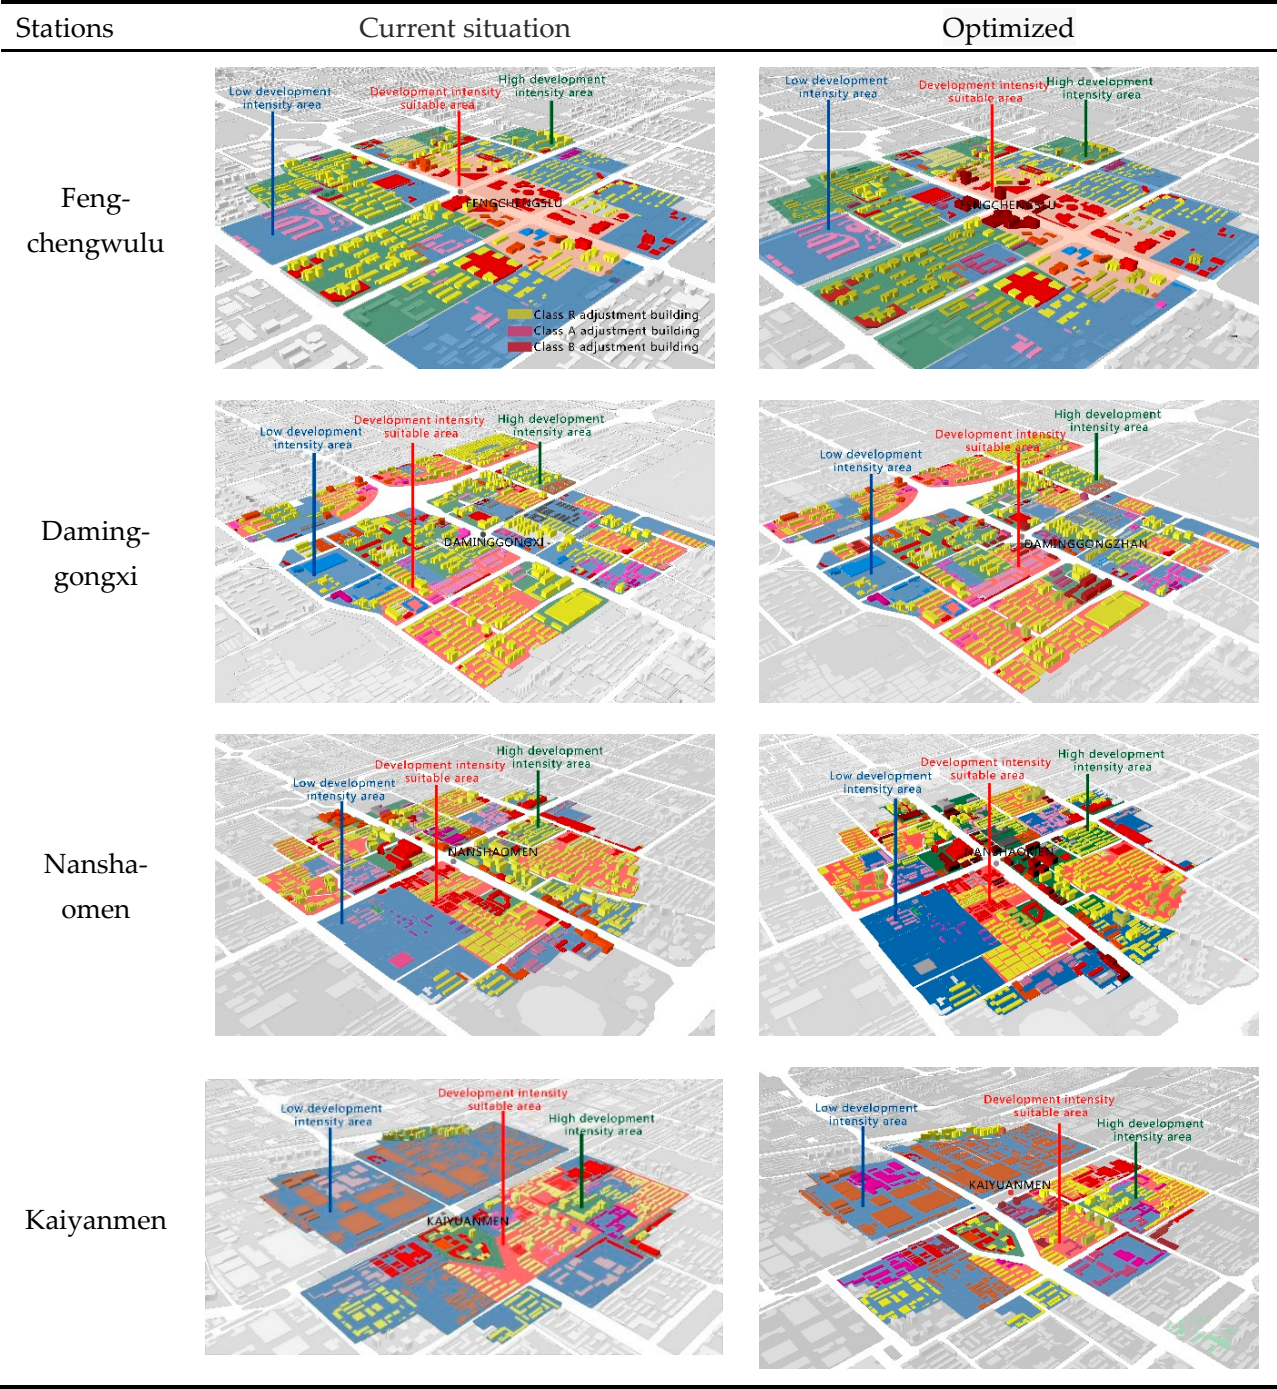 Stations
Current situation
Optimized
Feng-
chengwulu
Low development
intensity area
Development intensity
suitable area
High development
intensity area
FENGCHENGSLU
Class R adjustment building
Class A adjustment building
Class B adjustment building
Low development
intensity area
Development intensity
suitable area
High development
intensity area
FENGCHENGSLU
Daming-
gongxi
Low development
intensity area
Development intensity
suitable area
High development
intensity area
DAMINGGONGXI
Low development
intensity area
Development intensity
suitable area
High development
intensity area
DAMINGGONGZHAN
Nansha-
omen
Low development
intensity area
Development intensity
suitable area
High development
intensity area
NANSHAOMEN
Low development
intensity area
Development intensity
suitable area
High development
intensity area
NANSHAOMEN
Kaiyanmen
Low development
intensity area
Development intensity
suitable area
High development
intensity area
KAIYUANMEN
Low development
intensity area
Development intensity
suitable area
High development
intensity area
KAIYUANMEN